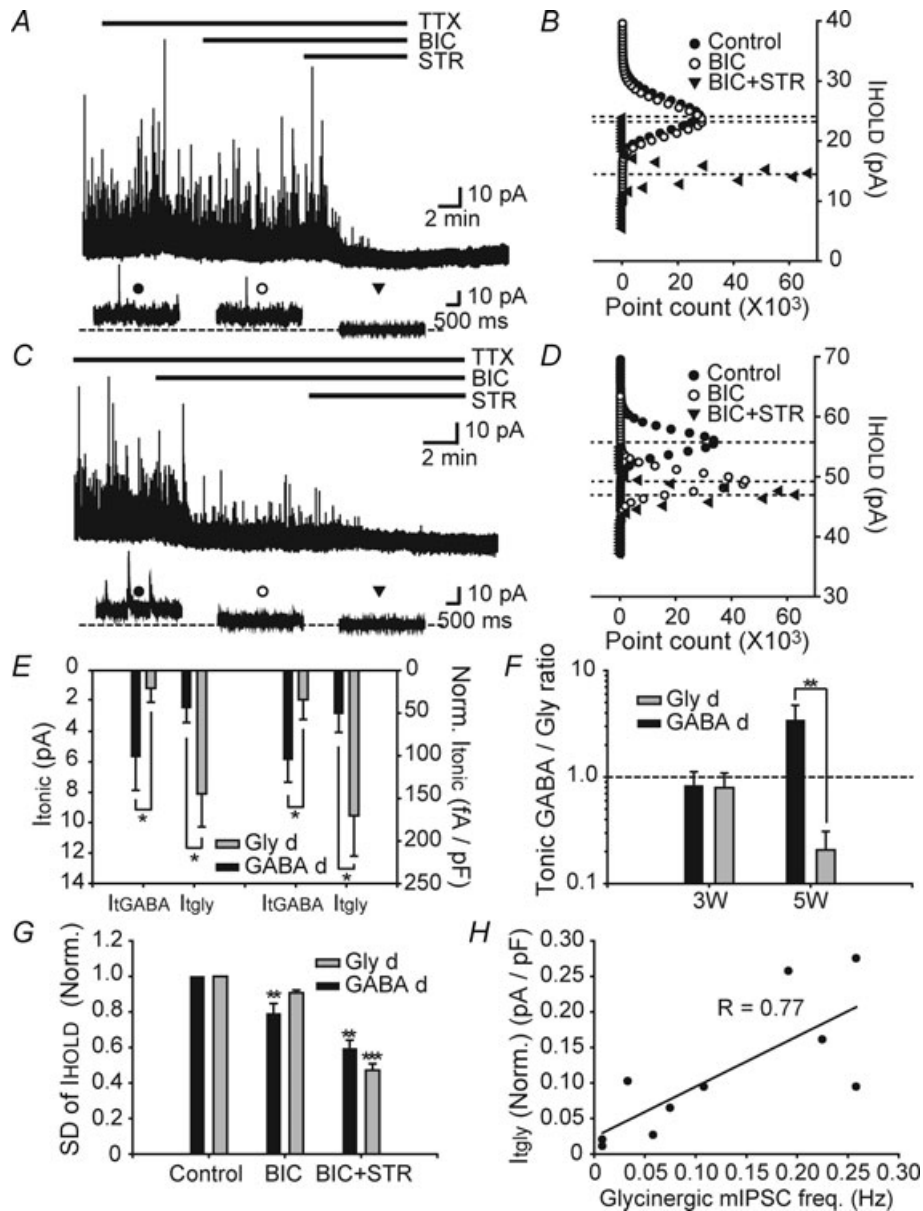 A
TTX
BIC
STR
10 pA
2 min
10 pA
500 ms
B
Control
BIC
BIC+STR
40
30
20
10
0
IHOLD (pA)
0 20 40 60
Point count (X10³)
C
TTX
BIC
STR
10 pA
2 min
10 pA
500 ms
D
Control
BIC
BIC+STR
70
60
50
40
30
IHOLD (pA)
0 20 40 60
Point count (X10³)
E
0
2
4
6
8
10
12
14
Itonic (pA)
0
50
100
150
200
250
Norm. Itonic (fA / pF)
* * * *
Gly d
GABA d
ItGABA Itgly ItGABA Itgly
F
Tonic GABA / Gly ratio
10
1.0
0.1
Gly d
GABA d
**
3W 5W
G
SD of IHOLD (Norm.)
1.2
1.0
0.8
0.6
0.4
0.2
0
Gly d
GABA d
**
** ***
Control BIC BIC+STR
H
Itgly (Norm.) (pA / pF)
0.30
0.25
0.20
0.15
0.10
0.05
0
R = 0.77
0 0.05 0.10 0.15 0.20 0.25 0.30
Glycinergic mIPSC freq. (Hz)